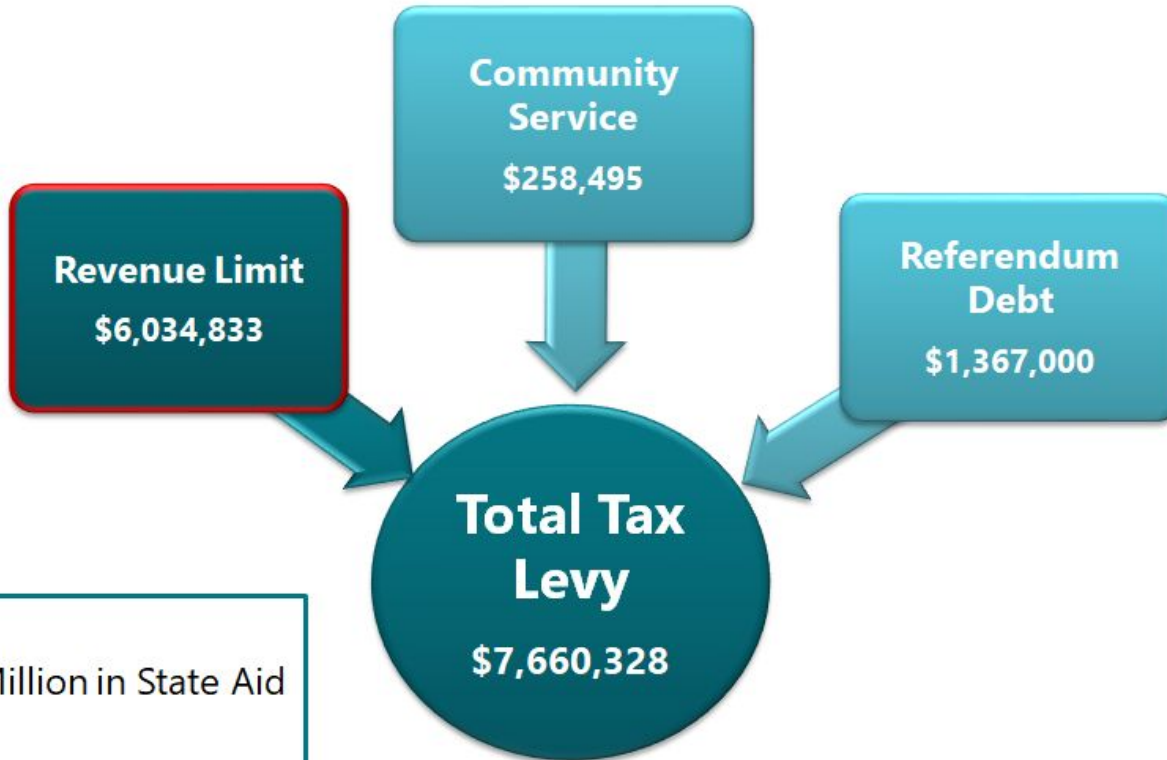 Community
Service
$258,495
Revenue Limit
$6,034,833
Referendum
Debt
$1,367,000
Total Tax
Levy
$7,660,328
in State Aid